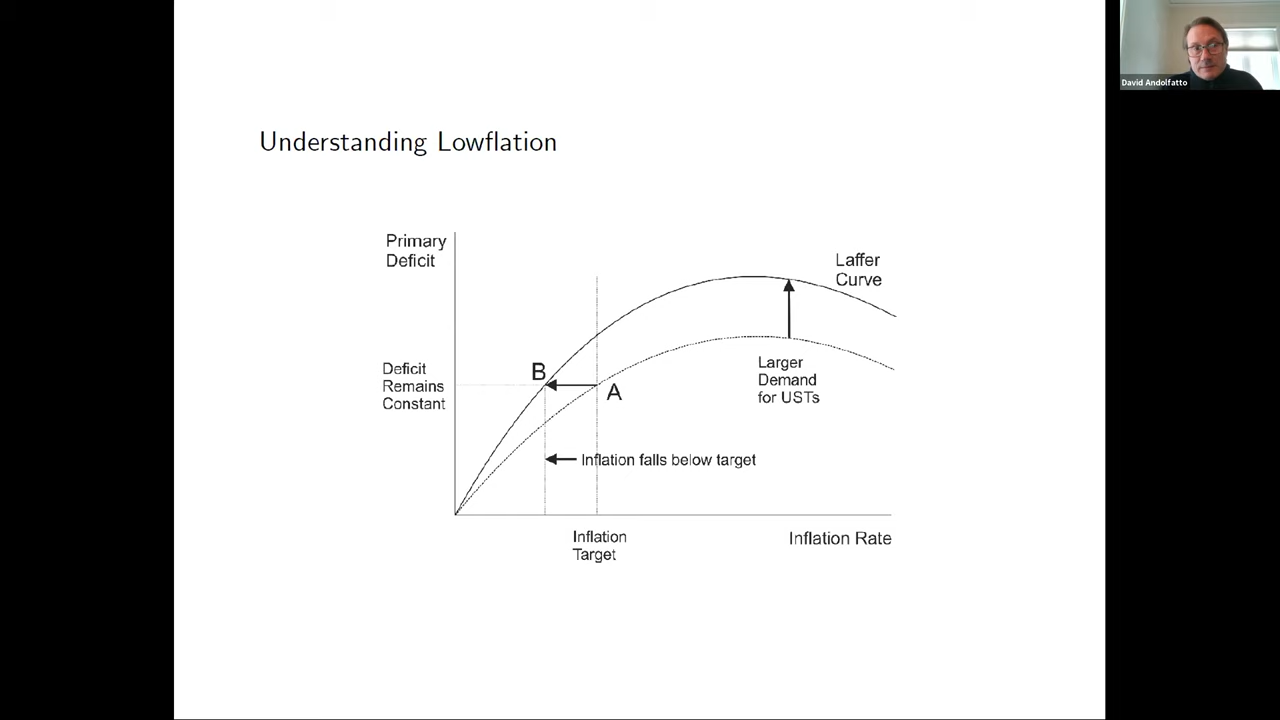 David Andolfatto
Understanding Lowflation
Primary
Deficit
Laffer
Curve
Deficit
Remains
Constant
B
A
Larger
Demand
for USTs
Inflation falls below target
Inflation
Target
Inflation Rate